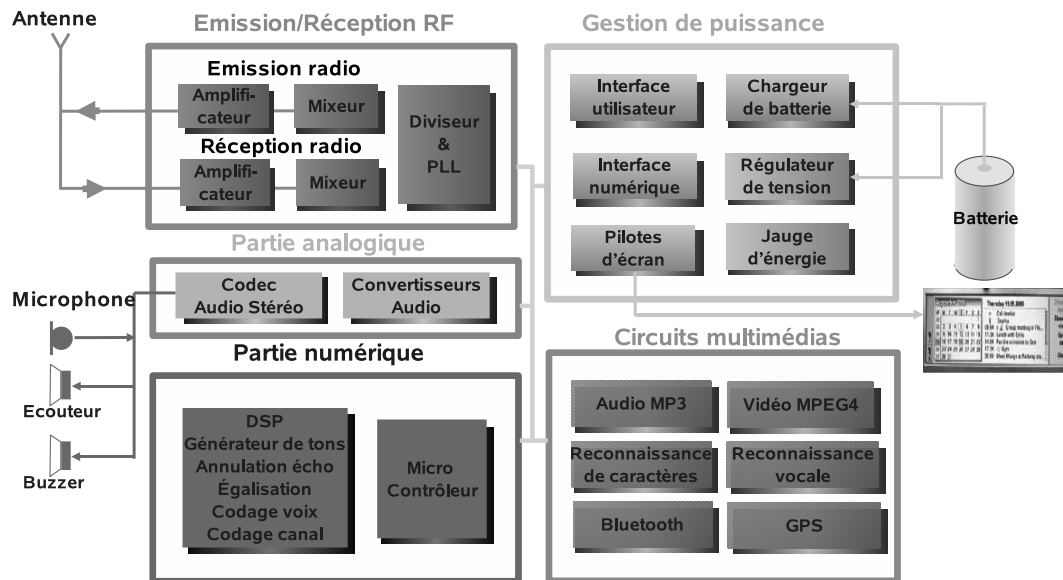 Antenne
Emission/Réception RF
Emission radio
Amplifi-
cateur
Mixeur
Diviseur
&
PLL
Réception radio
Amplifi-
cateur
Mixeur
Gestion de puissance
Interface
utilisateur
Chargeur
de batterie
Interface
numérique
Régulateur
de tension
Pilotes
d'écran
Jauge
d'énergie
Batterie
Partie analogique
Codec
Audio Stéréo
Convertisseurs
Audio
Microphone
Ecouteur
Buzzer
Partie numérique
DSP
Générateur de tons
Annulation écho
Égalisation
Codage voix
Codage canal
Micro
Contrôleur
Circuits multimédias
Audio MP3
Vidéo MPEG4
Reconnaissance
de caractères
Reconnaissance
vocale
Bluetooth
GPS